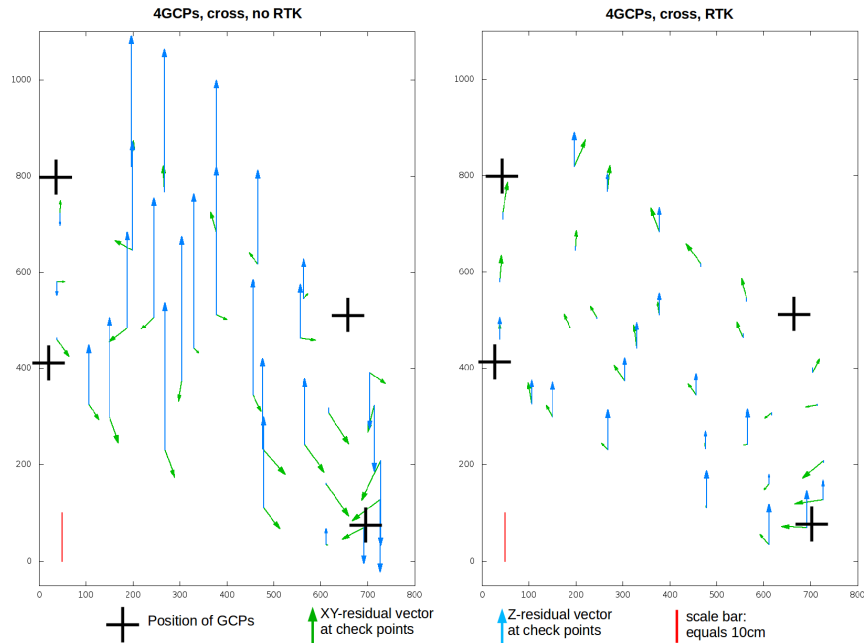 4GCPs, cross, no RTK
4GCPs, cross, RTK
1000
800
600
400
200
0
0 100 200 300 400 500 600 700 800
1000
800
600
400
200
0
0 100 200 300 400 500 600 700 800
Position of GCPs
XY-residual vector
at check points
Z-residual vector
at check points
scale bar:
equals 10cm